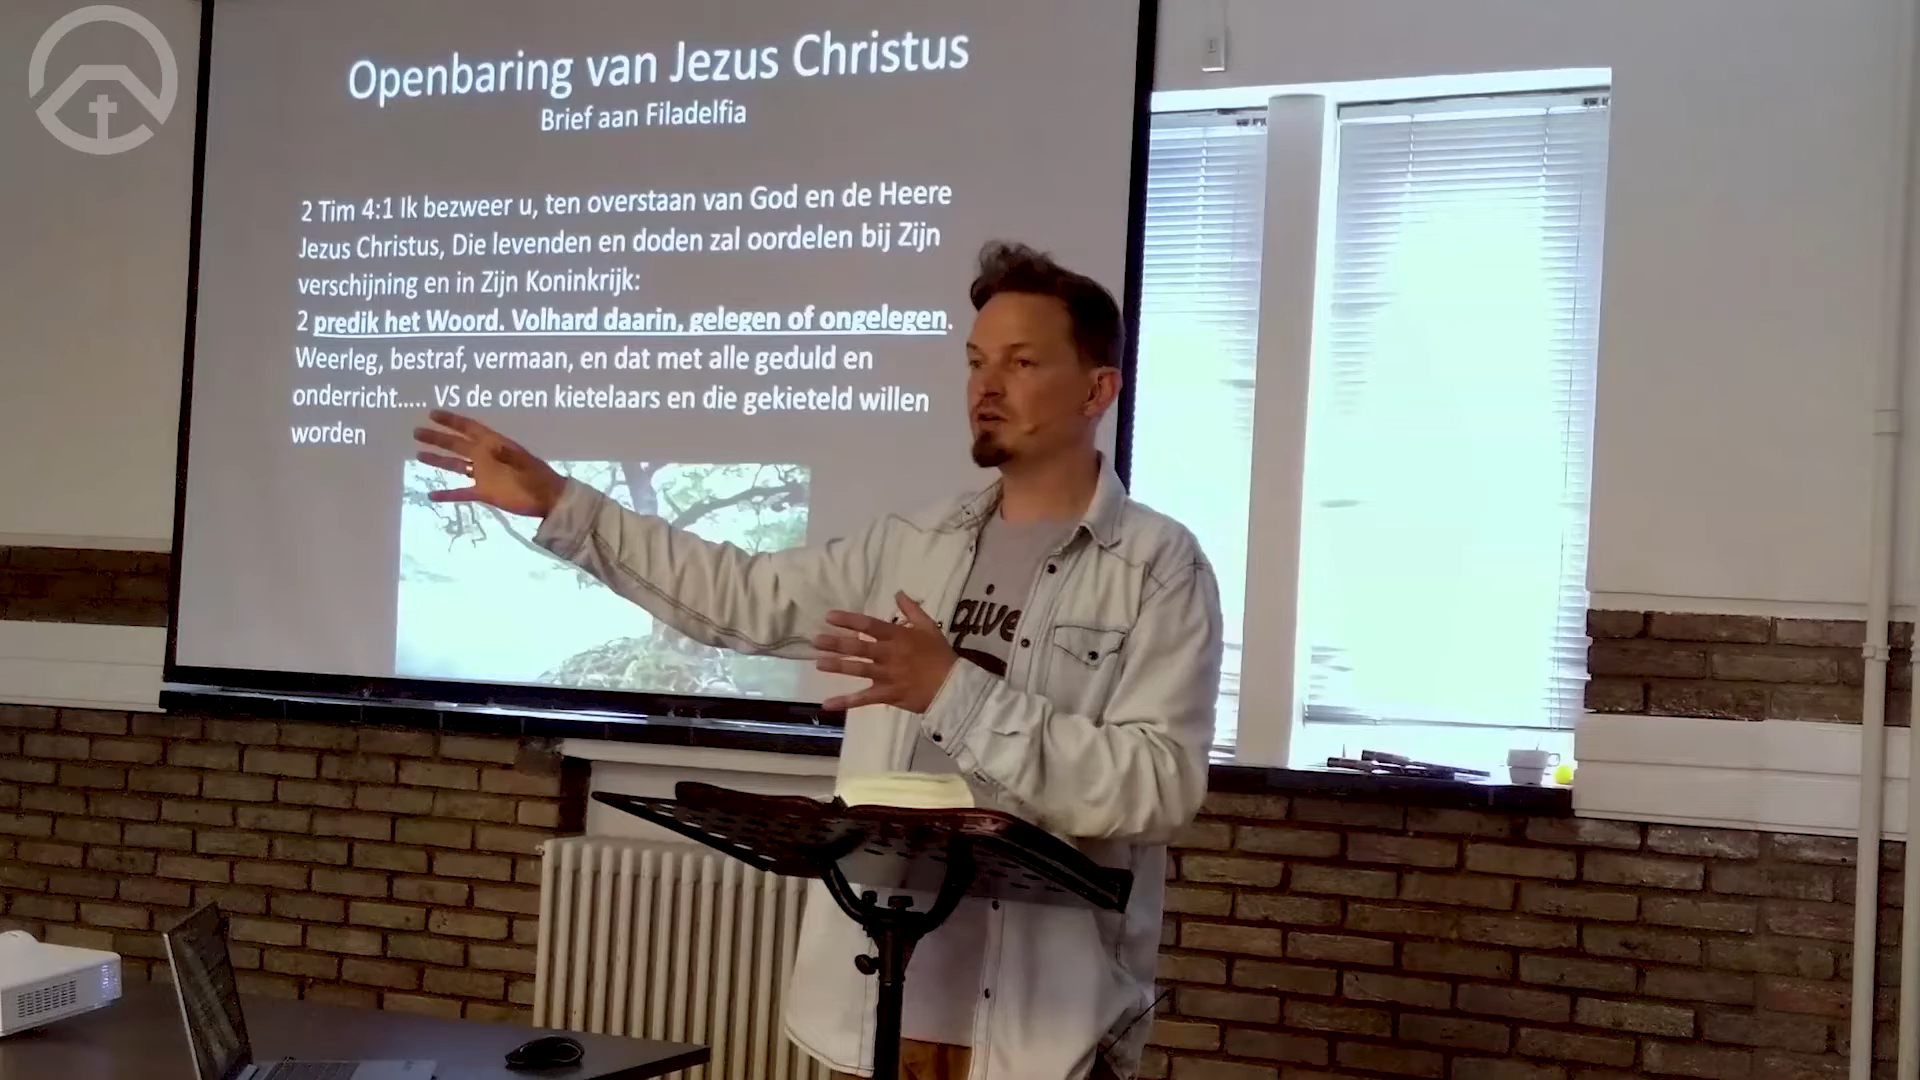 Openbaring van Jezus Christus
Brief aan Filadelfia
2 Tim 4:1 Ik bezweer u, ten overstaan van God en de Heere
Jezus Christus, Die levenden en doden zal oordelen bij Zijn
verschijning en in Zijn Koninkrijk:
2 predik het Woord. Volhard daarin, gelegen of ongelegen.
Weerleg, bestraf, vermaan, en dat met alle geduld en
onderricht..... VS de oren kietelaars en die gekieteld willen
worden